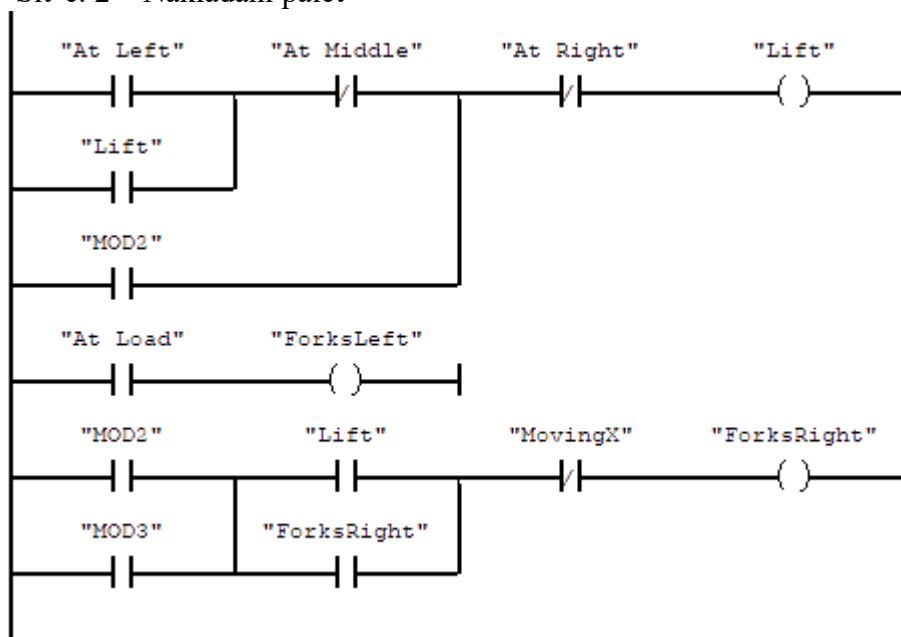 "At Left" "At Middle" "At Right" "Lift"
"Lift"
"MOD2"
"At Load" "ForksLeft"
"MOD2" "Lift" "MovingX" "ForksRight"
"MOD3" "ForksRight"